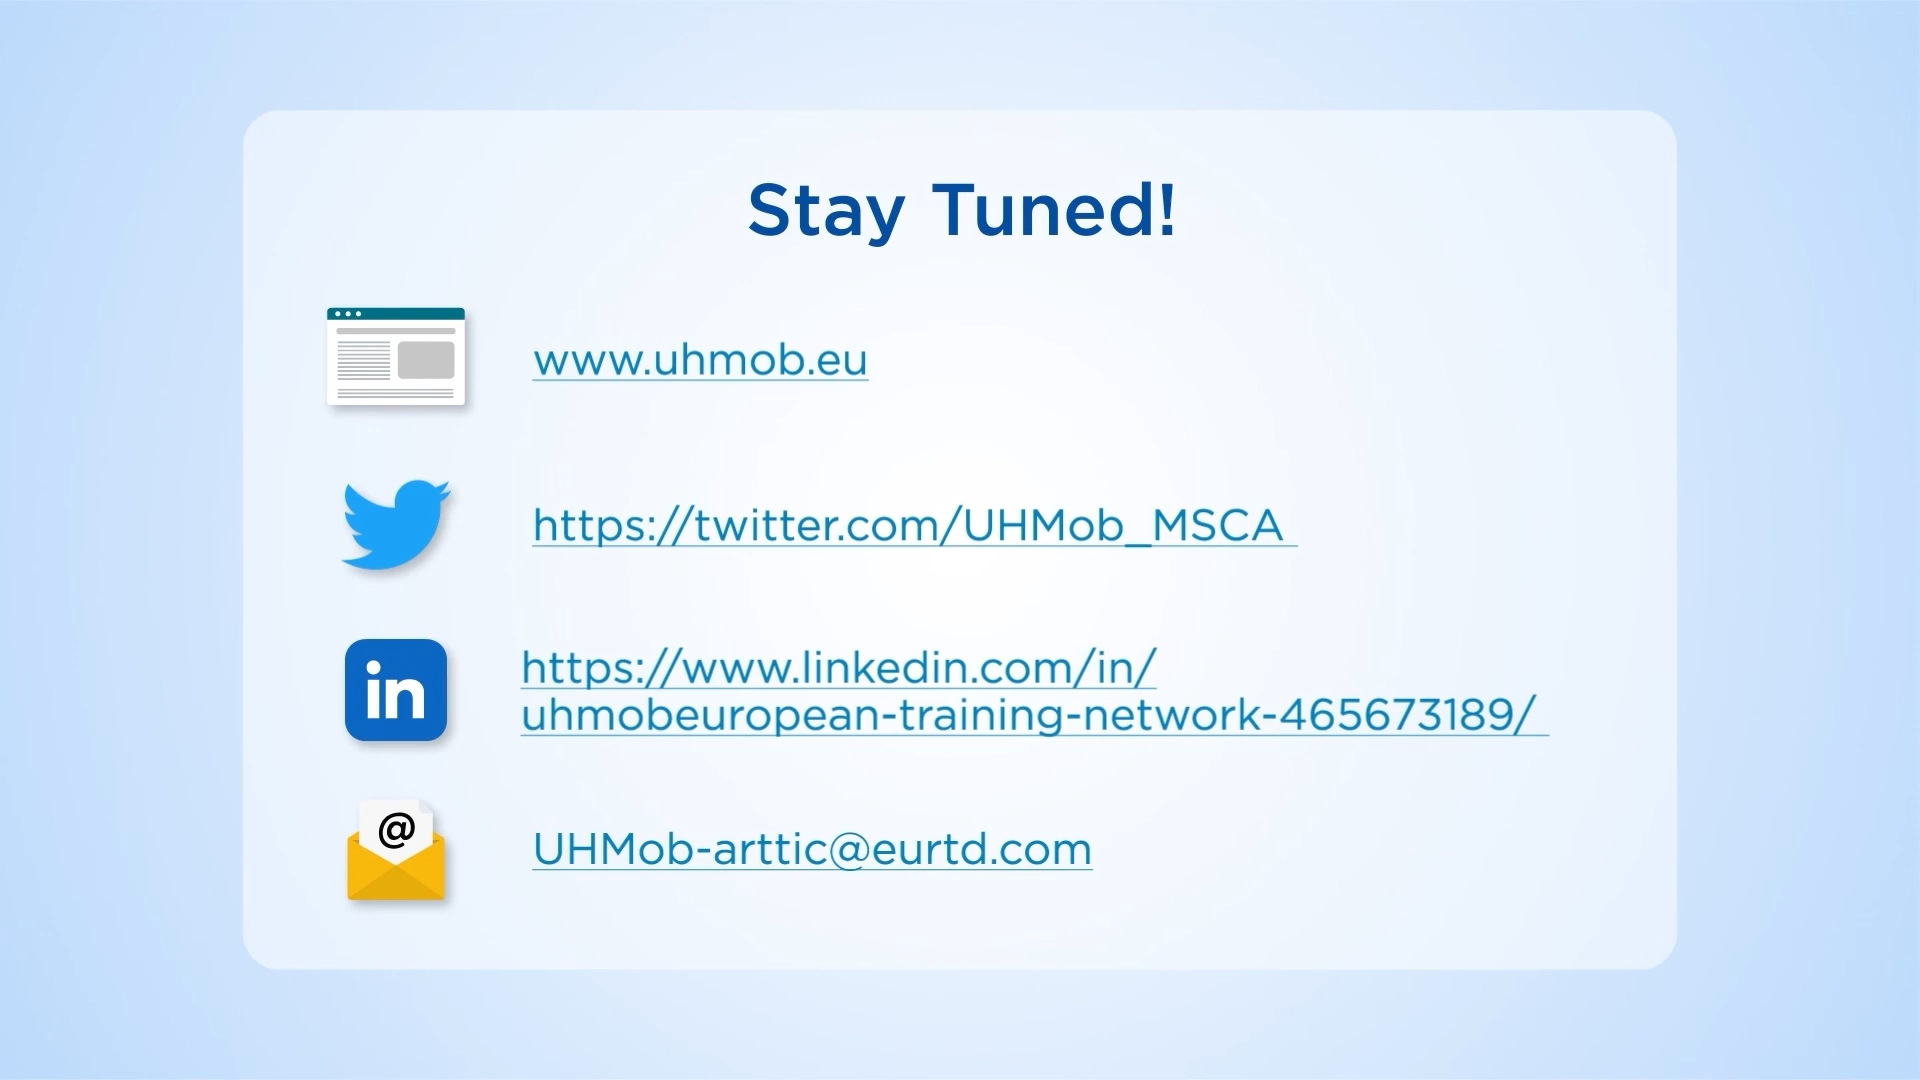 Stay Tuned!
www.uhmob.eu
https://twitter.com/UHMob_MSCA
in
https://www.linkedin.com/in/
uhmobeuropean-training-network-465673189/
@
UHMob-arttic@eurtd.com